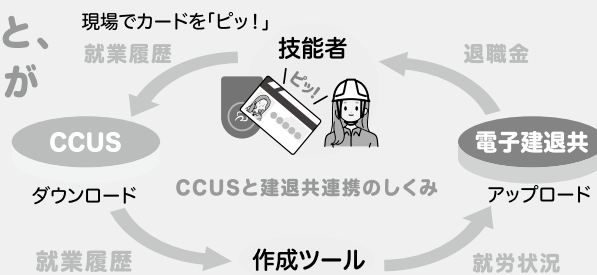 と、
が
現場でカードを「ピッ!」
就業履歴
技能者
退職金
ピッ!
CCUS
電子建退共
ダウンロード
CCUSと建退共連携のしくみ
アップロード
就業履歴
作成ツール
就労状況